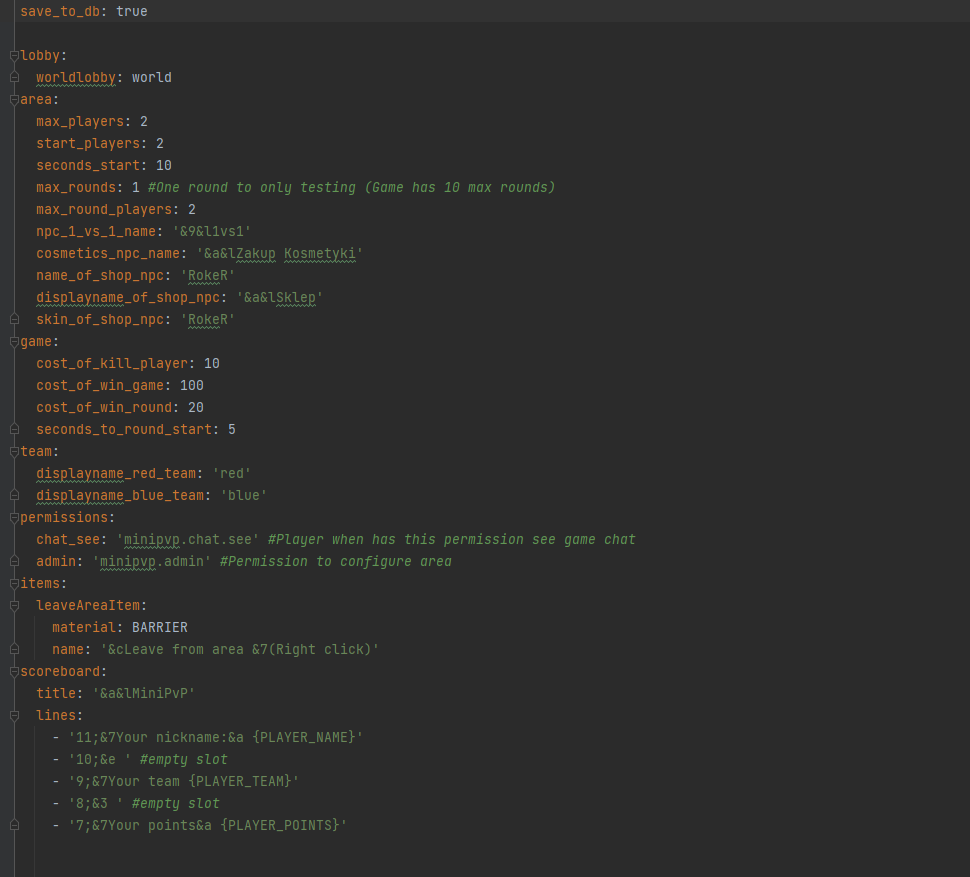 save_to_db: true
lobby:
  worldlobby: world
area:
  max_players: 2
  start_players: 2
  seconds_start: 10
  max_rounds: 1 #One round to only testing (Game has 10 max rounds)
  max_round_players: 2
  npc_1_vs_1_name: '&9&l1vs1'
  cosmetics_npc_name: '&a&lZakup Kosmetyki'
  name_of_shop_npc: 'RokeR'
  displayname_of_shop_npc: '&a&lSklep'
  skin_of_shop_npc: 'RokeR'
game:
  cost_of_kill_player: 10
  cost_of_win_game: 100
  cost_of_win_round: 20
  seconds_to_round_start: 5
team:
  displayname_red_team: 'red'
  displayname_blue_team: 'blue'
permissions:
  chat_see: 'minipvp.chat.see' #Player when has this permission see game chat
  admin: 'minipvp.admin' #Permission to configure area
items:
  leaveAreaItem:
    material: BARRIER
    name: '&cLeave from area &7(Right click)'
scoreboard:
  title: '&a&lMiniPvP'
  lines:
    - '11;&7Your nickname:&a {PLAYER_NAME}'
    - '10;&e ' #empty slot
    - '9;&7Your team {PLAYER_TEAM}'
    - '8;&3 ' #empty slot
    - '7;&7Your points&a {PLAYER_POINTS}'